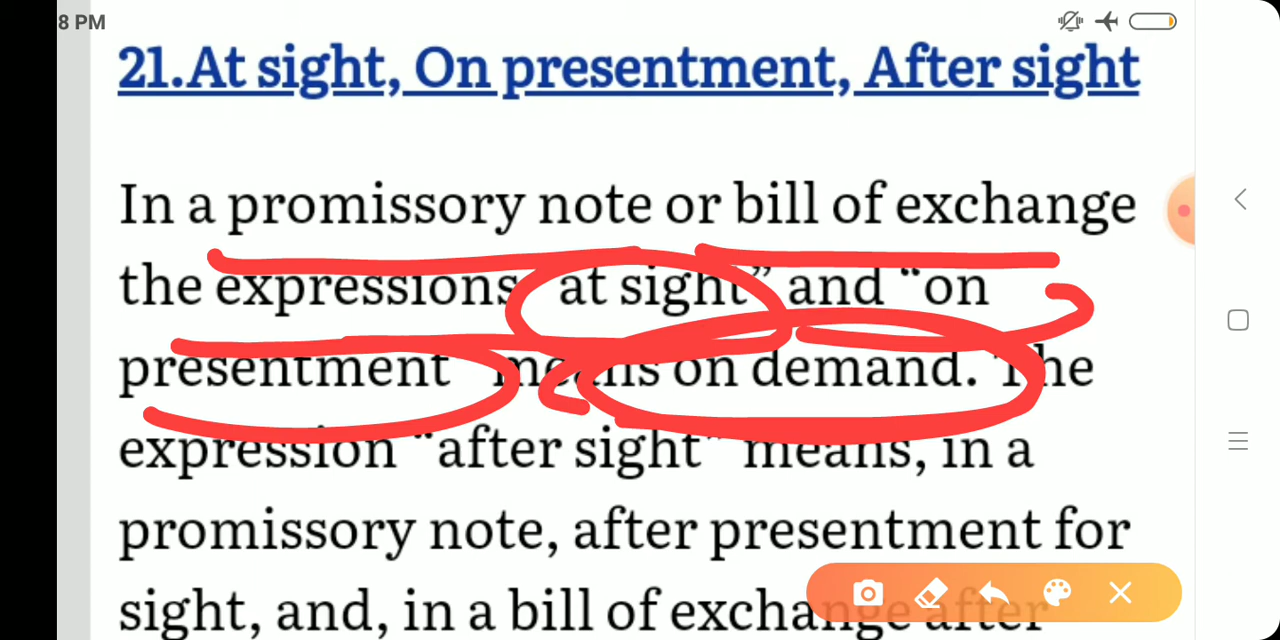 8 PM
21.At sight, On presentment, After sight
In a promissory note or bill of exchange
the expressions at sight” and “on
presentment means on demand. The
expression “after sight” means, in a
promissory note, after presentment for
sight, and, in a bill of exchange after